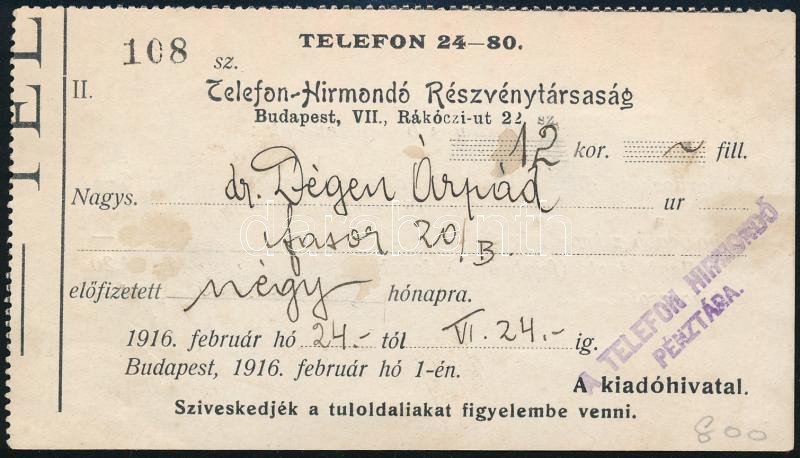 TEL
TELEFON 24—80.
108 sz.
II.
Telefon-Hirmondó Részvénytársaság
Budapest, VII., Rákóczi-ut 22 sz.
12 kor. ~ fill.
Nagys. dr. Dégen Árpád ur
fasor 20/B.
előfizetett négy hónapra.
1916. február hó 24.- tól VI. 24.- ig.
Budapest, 1916. február hó 1-én.
A TELEFON HIRMONDÓ
PÉNZTÁRA.
A kiadóhivatal.
Sziveskedjék a tuloldaliakat figyelembe venni.
800
darabanth